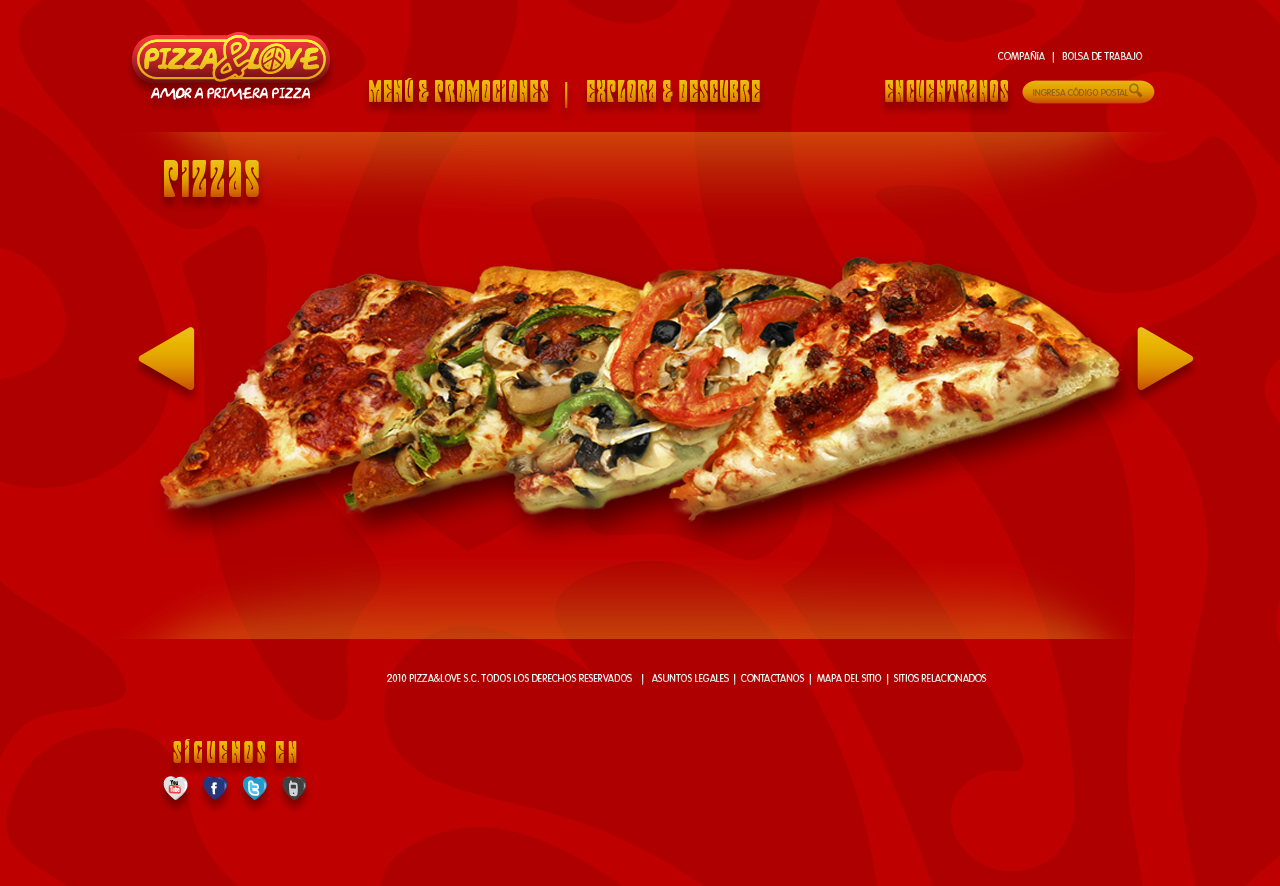 PIZZA&LOVE
AMOR A PRIMERA PIZZA
COMPAÑIA | BOLSA DE TRABAJO
MENÚ & PROMOCIONES | EXPLORA & DESCUBRE
ENCUENTRANOS
INGRESA CÓDIGO POSTAL
PIZZAS
2010 PIZZA&LOVE S.C. TODOS LOS DERECHOS RESERVADOS | ASUNTOS LEGALES | CONTACTANOS | MAPA DEL SITIO | SITIOS RELACIONADOS
SÍGUENOS EN
You
Tube
f
t